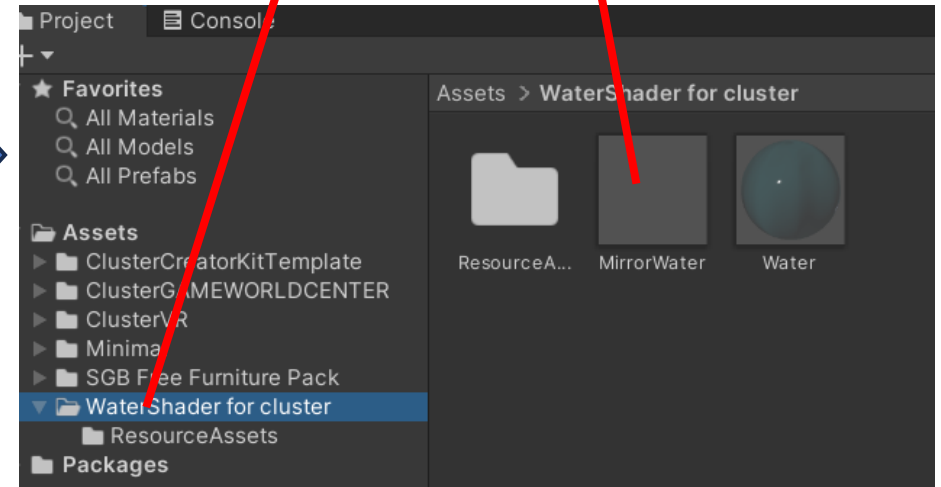 Project
Console
Favorites
All Materials
All Models
All Prefabs
Assets
ClusterCreatorKitTemplate
ClusterGAMEWORLDCENTER
ClusterVR
Minima
SGB Free Furniture Pack
WaterShader for cluster
ResourceAssets
Packages
Assets > WaterShader for cluster
ResourceA...
MirrorWater
Water